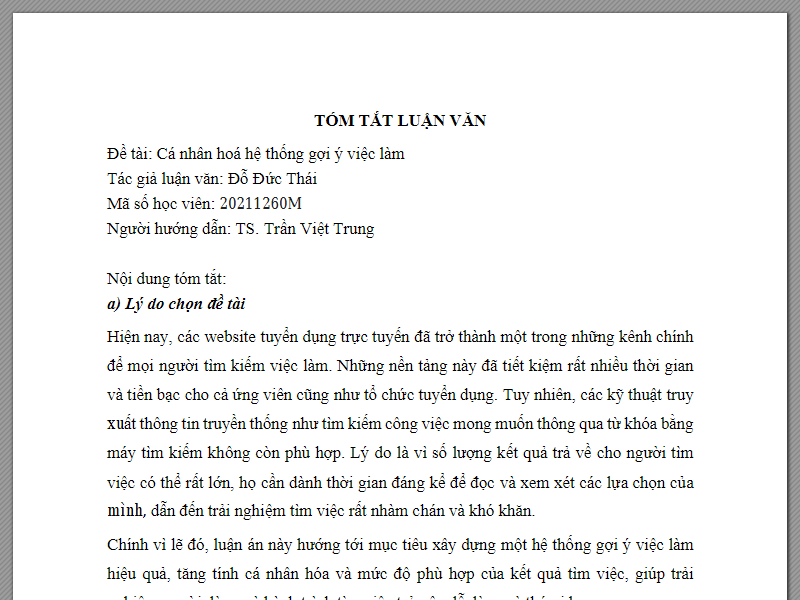 TÓM TẮT LUẬN VĂN
Đề tài: Cá nhân hoá hệ thống gợi ý việc làm
Tác giả luận văn: Đỗ Đức Thái
Mã số học viên: 20211260M
Người hướng dẫn: TS. Trần Việt Trung
Nội dung tóm tắt:
a) Lý do chọn đề tài
Hiện nay, các website tuyển dụng trực tuyến đã trở thành một trong những kênh chính
để mọi người tìm kiếm việc làm. Những nền tảng này đã tiết kiệm rất nhiều thời gian
và tiền bạc cho cả ứng viên cũng như tổ chức tuyển dụng. Tuy nhiên, các kỹ thuật truy
xuất thông tin truyền thống như tìm kiếm công việc mong muốn thông qua từ khóa bằng
máy tìm kiếm không còn phù hợp. Lý do là vì số lượng kết quả trả về cho người tìm
việc có thể rất lớn, họ cần dành thời gian đáng kể để đọc và xem xét các lựa chọn của
mình, dẫn đến trải nghiệm tìm việc rất nhàm chán và khó khăn.
Chính vì lẽ đó, luận án này hướng tới mục tiêu xây dựng một hệ thống gợi ý việc làm
hiệu quả, tăng tính cá nhân hóa và mức độ phù hợp của kết quả tìm việc, giúp trải